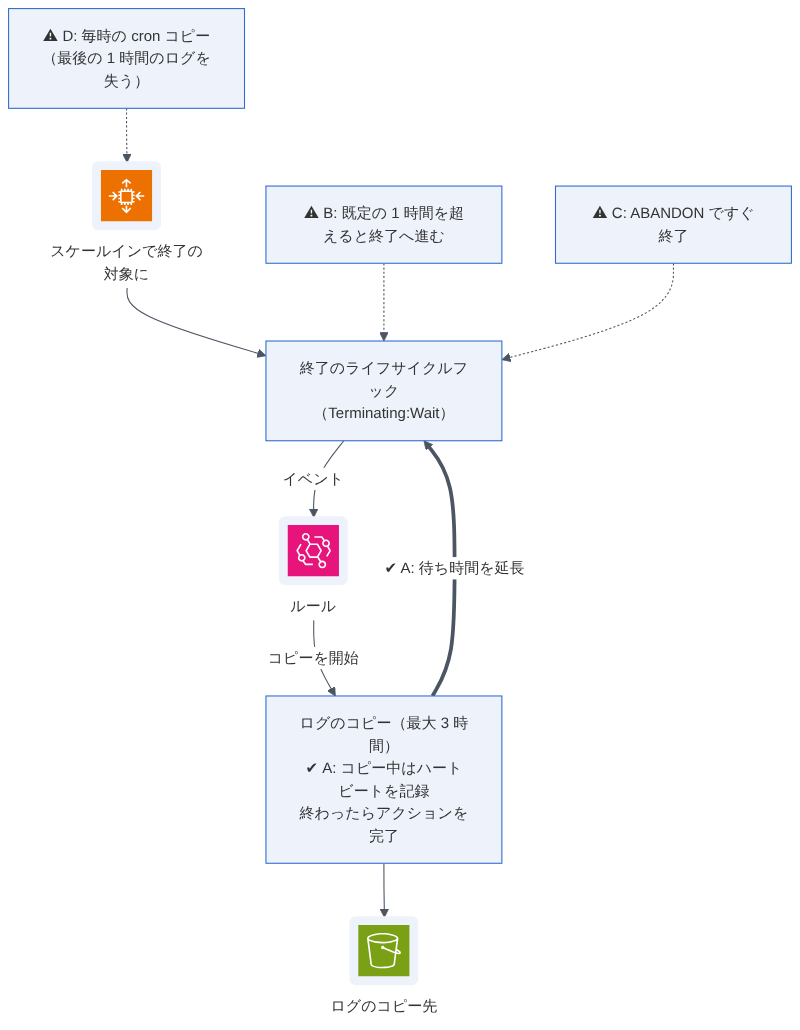 ⚠ D: 毎時の cron コピー
（最後の 1 時間のログを
失う）
スケールインで終了の
対象に
⚠ B: 既定の 1 時間を超
えると終了へ進む
⚠ C: ABANDON ですぐ
終了
終了のライフサイクルフ
ック
（Terminating:Wait）
イベント
ルール
✔ A: 待ち時間を延長
コピーを開始
ログのコピー（最大 3 時
間）
✔ A: コピー中はハート
ビートを記録
終わったらアクションを
完了
ログのコピー先